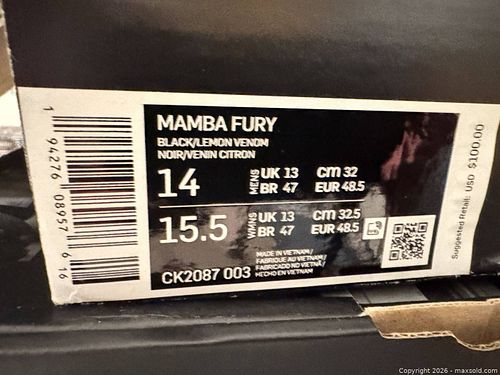 MAMBA FURY
BLACK/LEMON VENOM
NOIR/VENIN CITRON
14 MENS UK 13 CM 32
BR 47 EUR 48.5
15.5 WMNS UK 13 CM 32.5
BR 47 EUR 48.5
MADE IN VIETNAM/
FABRIQUE AU VIETNAM/
FABRICADO NO VIETNÃ/
HECHO EN VIETNAM
CK2087 003
1 94276 08957 6 16
Suggested Retail: USD $100.00
Copyright 2026 - maxsold.com